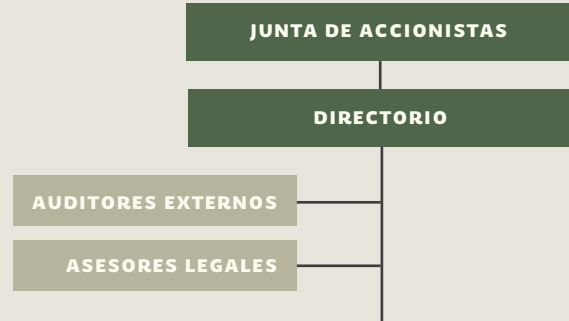 JUNTA DE ACCIONISTAS
DIRECTORIO
AUDITORES EXTERNOS
ASESORES LEGALES